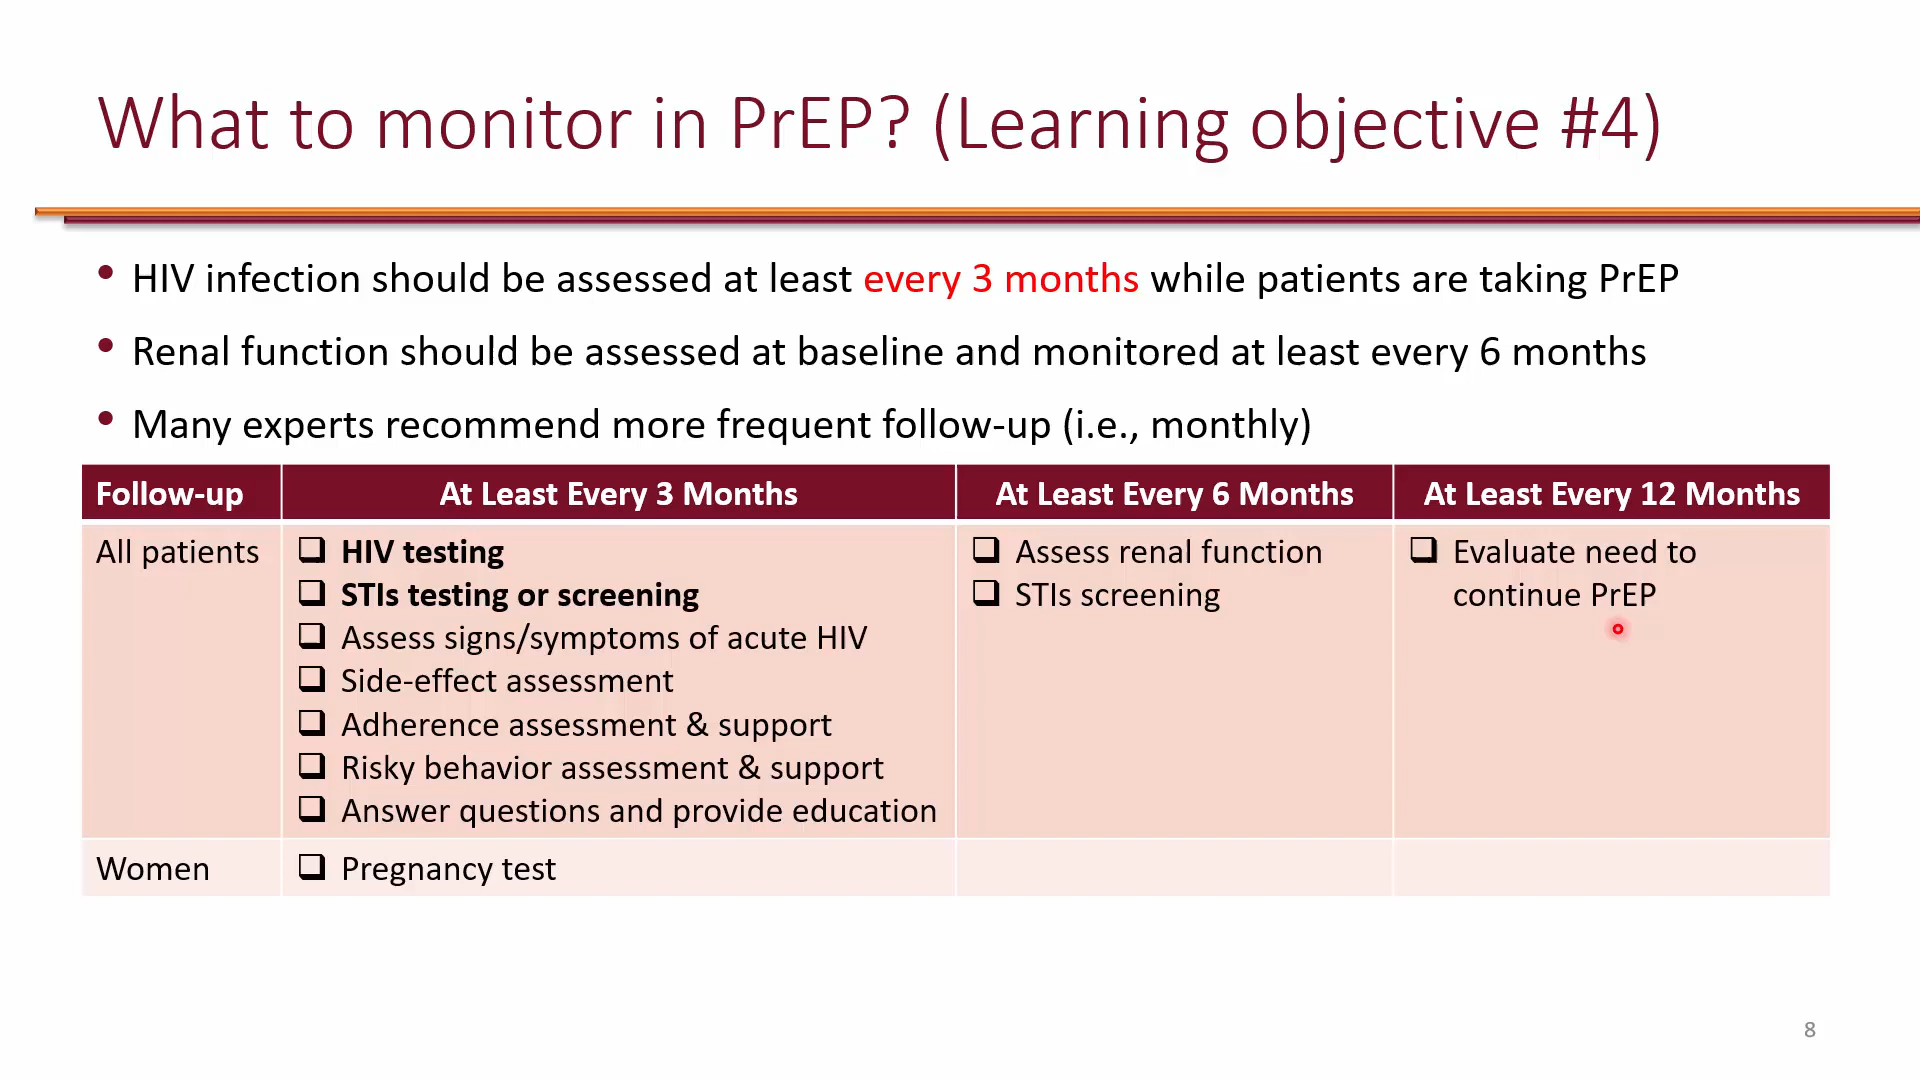 What to monitor in PrEP? (Learning objective #4)
• HIV infection should be assessed at least every 3 months while patients are taking PrEP
• Renal function should be assessed at baseline and monitored at least every 6 months
• Many experts recommend more frequent follow-up (i.e., monthly)
Follow-up At Least Every 3 Months At Least Every 6 Months At Least Every 12 Months
All patients
❑ HIV testing
❑ STIs testing or screening
❑ Assess signs/symptoms of acute HIV
❑ Side-effect assessment
❑ Adherence assessment & support
❑ Risky behavior assessment & support
❑ Answer questions and provide education
❑ Assess renal function
❑ STIs screening
❑ Evaluate need to
continue PrEP
Women
❑ Pregnancy test
8